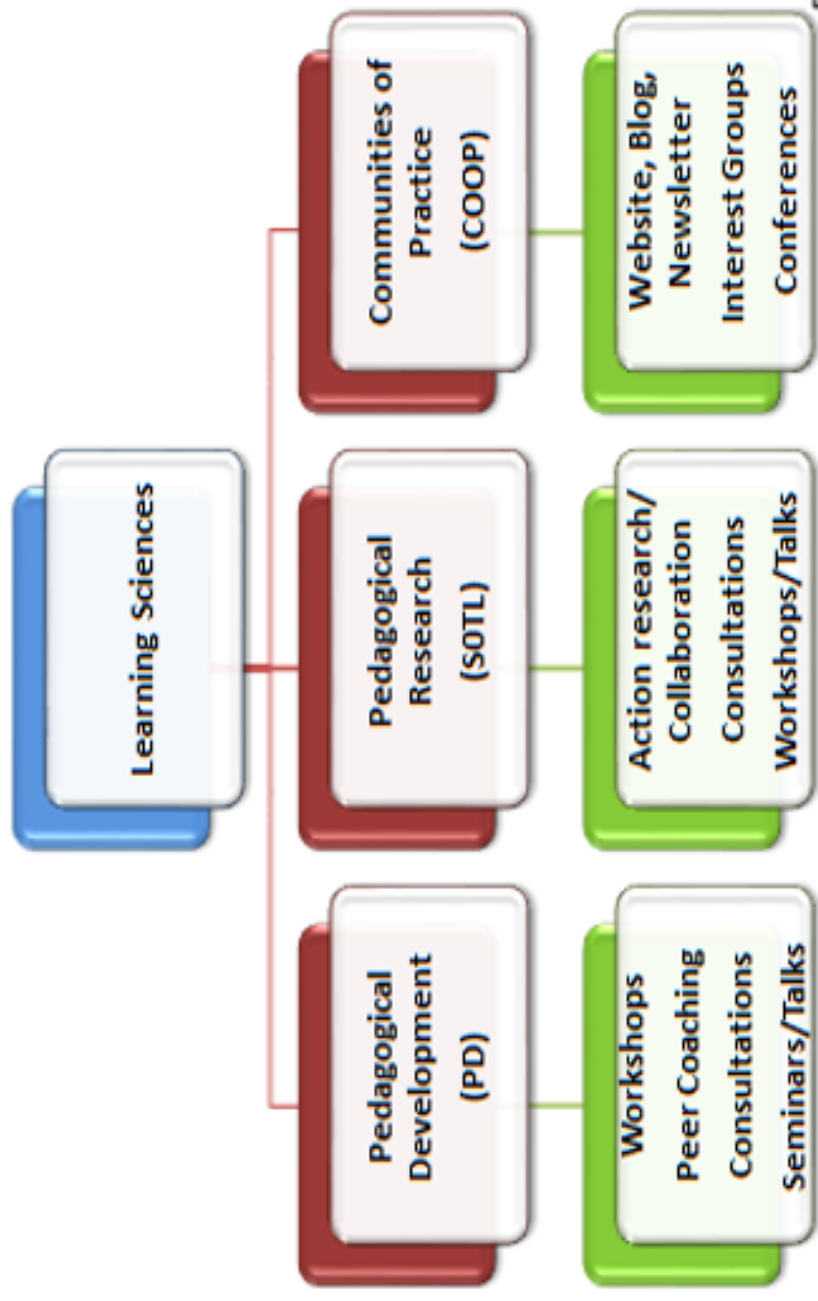 Learning Sciences
Pedagogical
Development
(PD)
Pedagogical
Research
(SOTL)
Communities of
Practice
(COOP)
Workshops
Peer Coaching
Consultations
Seminars/Talks
Action research/
Collaboration
Consultations
Workshops/Talks
Website, Blog,
Newsletter
Interest Groups
Conferences